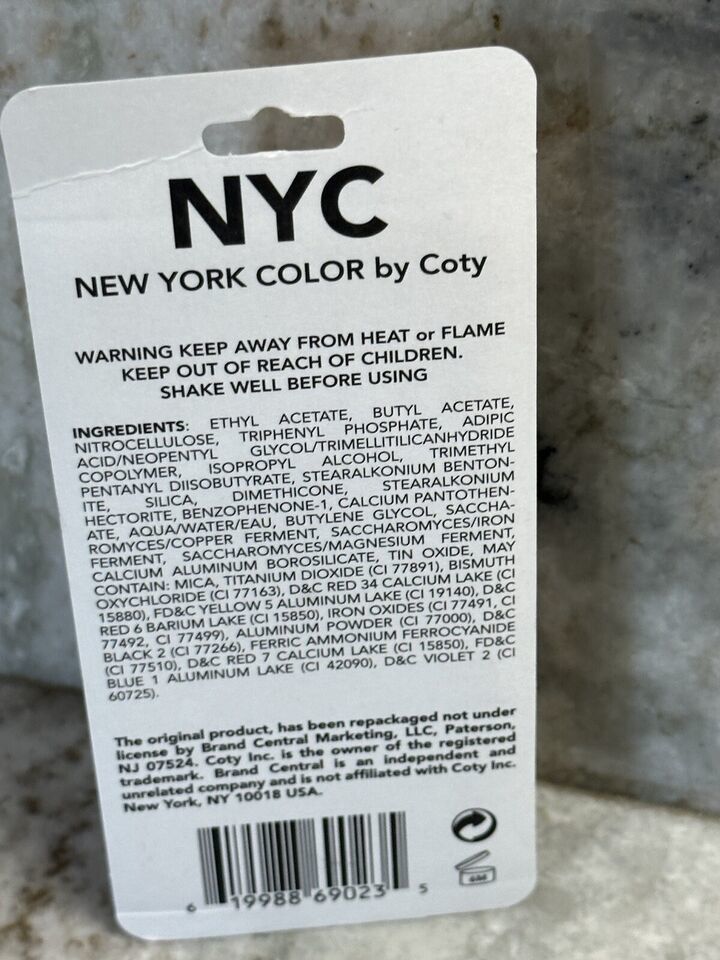 NYC
NEW YORK COLOR by Coty
WARNING KEEP AWAY FROM HEAT or FLAME
KEEP OUT OF REACH OF CHILDREN.
SHAKE WELL BEFORE USING
INGREDIENTS: ETHYL ACETATE, BUTYL ACETATE,
NITROCELLULOSE, TRIPHENYL PHOSPHATE, ADIPIC
ACID/NEOPENTYL GLYCOL/TRIMELLITILICANHYDRIDE
COPOLYMER, ISOPROPYL ALCOHOL, TRIMETHYL
PENTANYL DIISOBUTYRATE, STEARALKONIUM BENTON-
ITE, SILICA, DIMETHICONE, STEARALKONIUM
HECTORITE, BENZOPHENONE-1, CALCIUM PANTOTHEN-
ATE, AQUA/WATER/EAU, BUTYLENE GLYCOL, SACCHA-
ROMYCES/COPPER FERMENT, SACCHAROMYCES/IRON
FERMENT, SACCHAROMYCES/MAGNESIUM FERMENT,
CALCIUM ALUMINUM BOROSILICATE, TIN OXIDE, MAY
CONTAIN: MICA, TITANIUM DIOXIDE (CI 77891), BISMUTH
OXYCHLORIDE (CI 77163), D&C RED 34 CALCIUM LAKE (CI
15880), FD&C YELLOW 5 ALUMINUM LAKE (CI 19140), D&C
RED 6 BARIUM LAKE (CI 15850), IRON OXIDES (CI 77491, CI
77492, CI 77499), ALUMINUM POWDER (CI 77000), D&C
BLACK 2 (CI 77266), FERRIC AMMONIUM FERROCYANIDE
(CI 77510), D&C RED 7 CALCIUM LAKE (CI 15850), FD&C
BLUE 1 ALUMINUM LAKE (CI 42090), D&C VIOLET 2 (CI
60725).
The original product, has been repackaged not under
license by Brand Central Marketing, LLC, Paterson,
NJ 07524. Coty Inc. is the owner of the registered
trademark. Brand Central is an independent and
unrelated company and is not affiliated with Coty Inc.
New York, NY 10018 USA.
6 19988 69023 5